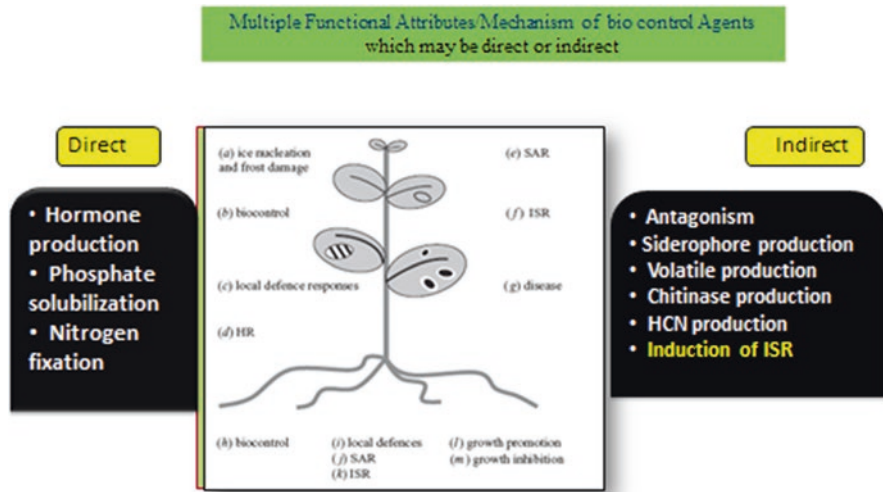 Multiple Functional Attributes/Mechanism of bio control Agents
which may be direct or indirect
Direct
• Hormone
production
• Phosphate
solubilization
• Nitrogen
fixation
(a) ice nucleation
and frost damage
(b) biocontrol
(c) local defence responses
(d) HR
(e) SAR
(f) ISR
(g) disease
(h) biocontrol
(i) local defences
(j) SAR
(k) ISR
(l) growth promotion
(m) growth inhibition
Indirect
• Antagonism
• Siderophore production
• Volatile production
• Chitinase production
• HCN production
• Induction of ISR